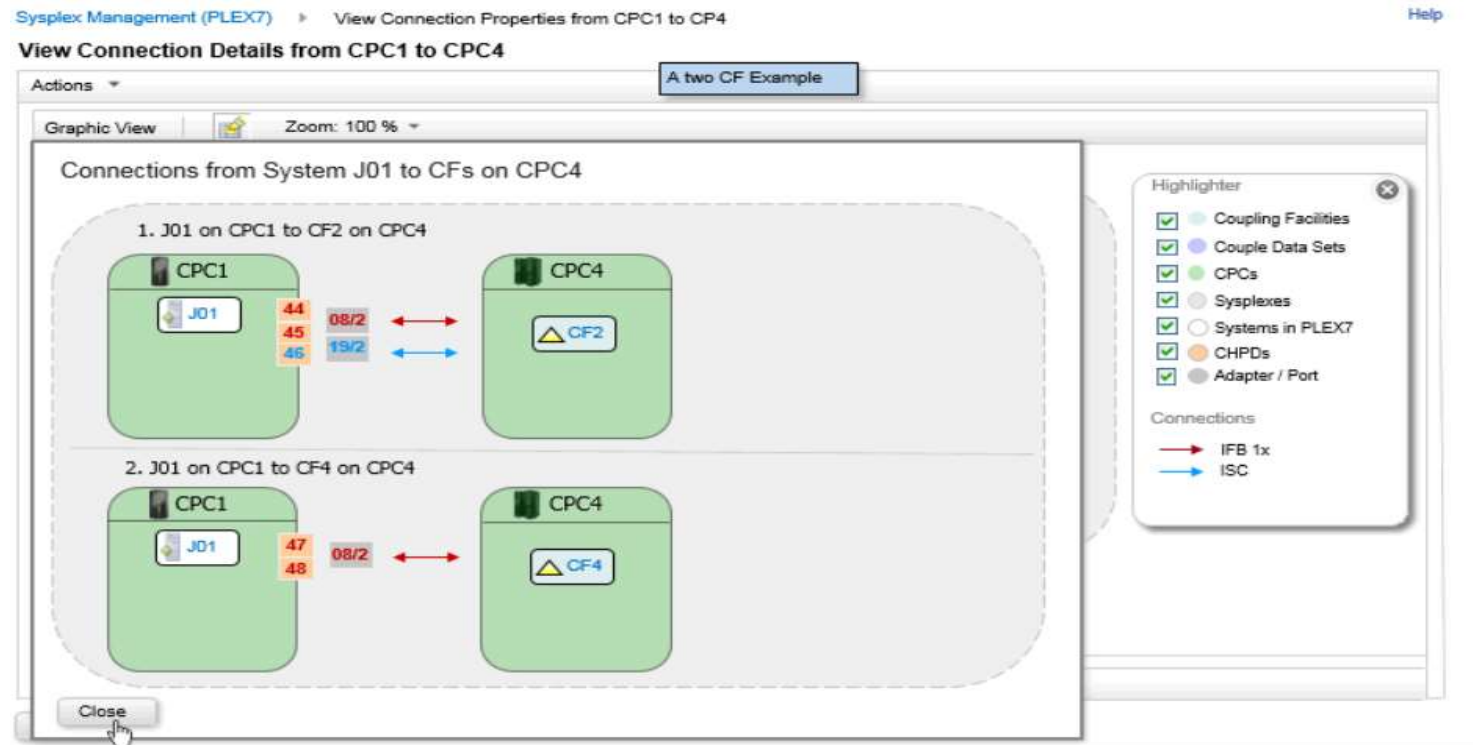 Sysplex Management (PLEX7) View Connection Properties from CPC1 to CP4 Help
View Connection Details from CPC1 to CPC4
A two CF Example
Actions
Graphic View Zoom: 100 %
Connections from System J01 to CFs on CPC4
1. J01 on CPC1 to CF2 on CPC4
CPC1 CPC4
J01 44 08/2 CF2
45
46 19/2
2. J01 on CPC1 to CF4 on CPC4
CPC1 CPC4
J01 47 08/2 CF4
48
Close
Highlighter
Coupling Facilities
Couple Data Sets
CPCs
Sysplexes
Systems in PLEX7
CHPDs
Adapter / Port
Connections
IFB 1x
ISC